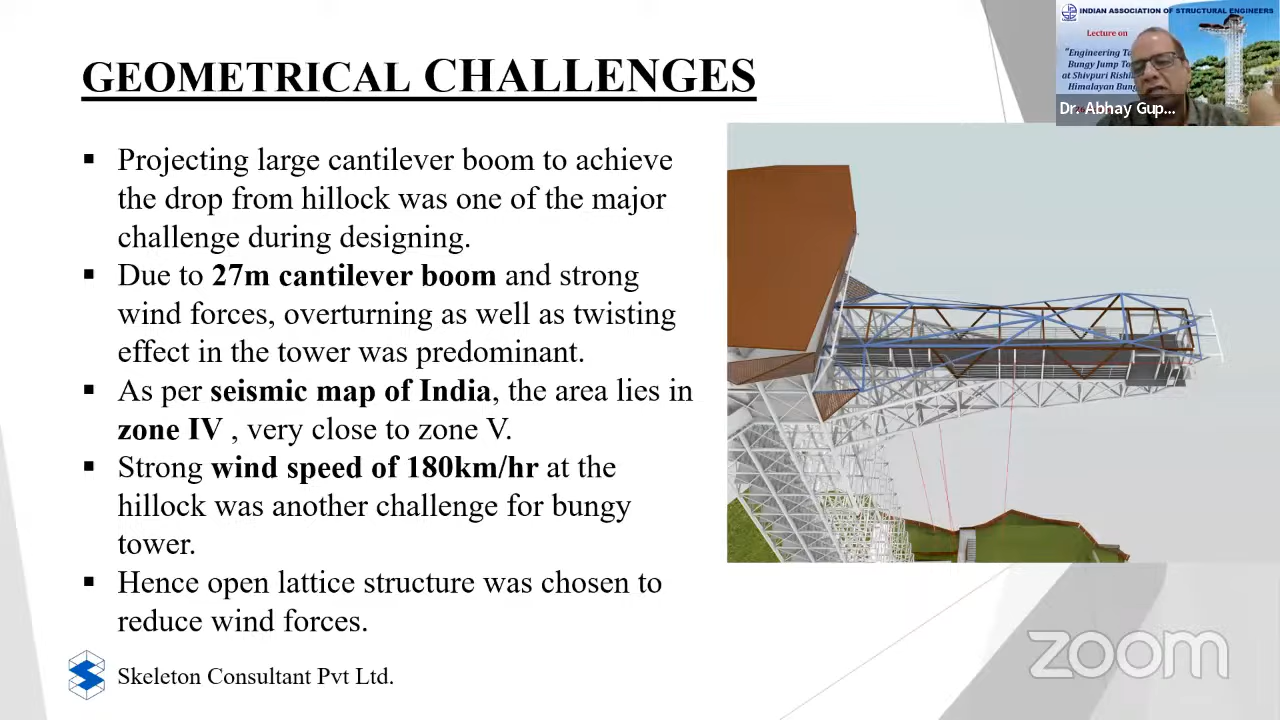 GEOMETRICAL CHALLENGES
▪ Projecting large cantilever boom to achieve
the drop from hillock was one of the major
challenge during designing.
▪ Due to 27m cantilever boom and strong
wind forces, overturning as well as twisting
effect in the tower was predominant.
▪ As per seismic map of India, the area lies in
zone IV , very close to zone V.
▪ Strong wind speed of 180km/hr at the
hillock was another challenge for bungy
tower.
▪ Hence open lattice structure was chosen to
reduce wind forces.
Skeleton Consultant Pvt Ltd.
INDIAN ASSOCIATION OF STRUCTURAL ENGINEERS
Lecture on
"Engineering
Bungy Jump
at Shivpuri
Himalayan
Dr. Abhay Gup...
zoom